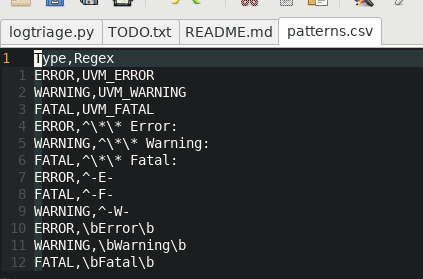 logtriage.py TODO.txt README.md patterns.csv
1 Type,Regex
1 ERROR,UVM_ERROR
2 WARNING,UVM_WARNING
3 FATAL,UVM_FATAL
4 ERROR,^\*\* Error:
5 WARNING,^\*\* Warning:
6 FATAL,^\*\* Fatal:
7 ERROR,^-E-
8 FATAL,^-F-
9 WARNING,^-W-
10 ERROR,\bError\b
11 WARNING,\bWarning\b
12 FATAL,\bFatal\b